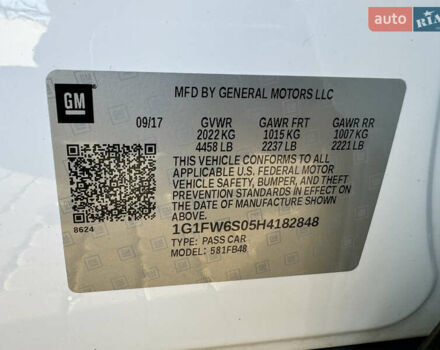 auto RIA
GM
MFD BY GENERAL MOTORS LLC
09/17 GVWR GAWR FRT GAWR RR
2022 KG 1015 KG 1007 KG
4458 LB 2237 LB 2221 LB
THIS VEHICLE CONFORMS TO ALL
APPLICABLE U.S. FEDERAL MOTOR
VEHICLE SAFETY, BUMPER, AND THEFT
PREVENTION STANDARDS IN EFFECT
ON THE DATE OF MANUFACTURE
SHOWN ABOVE.
8624
1G1FW6S05H4182848
TYPE: PASS CAR
MODEL: 581FB48